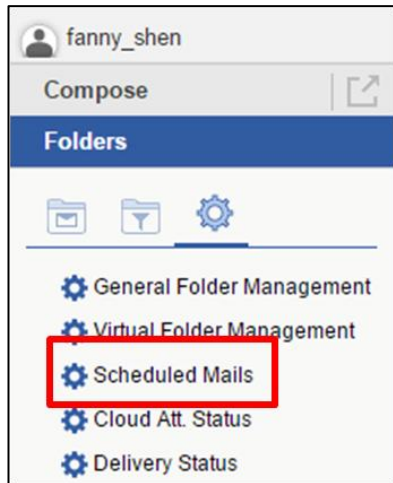 fanny_shen
Compose
Folders
General Folder Management
Virtual Folder Management
Scheduled Mails
Cloud Att. Status
Delivery Status